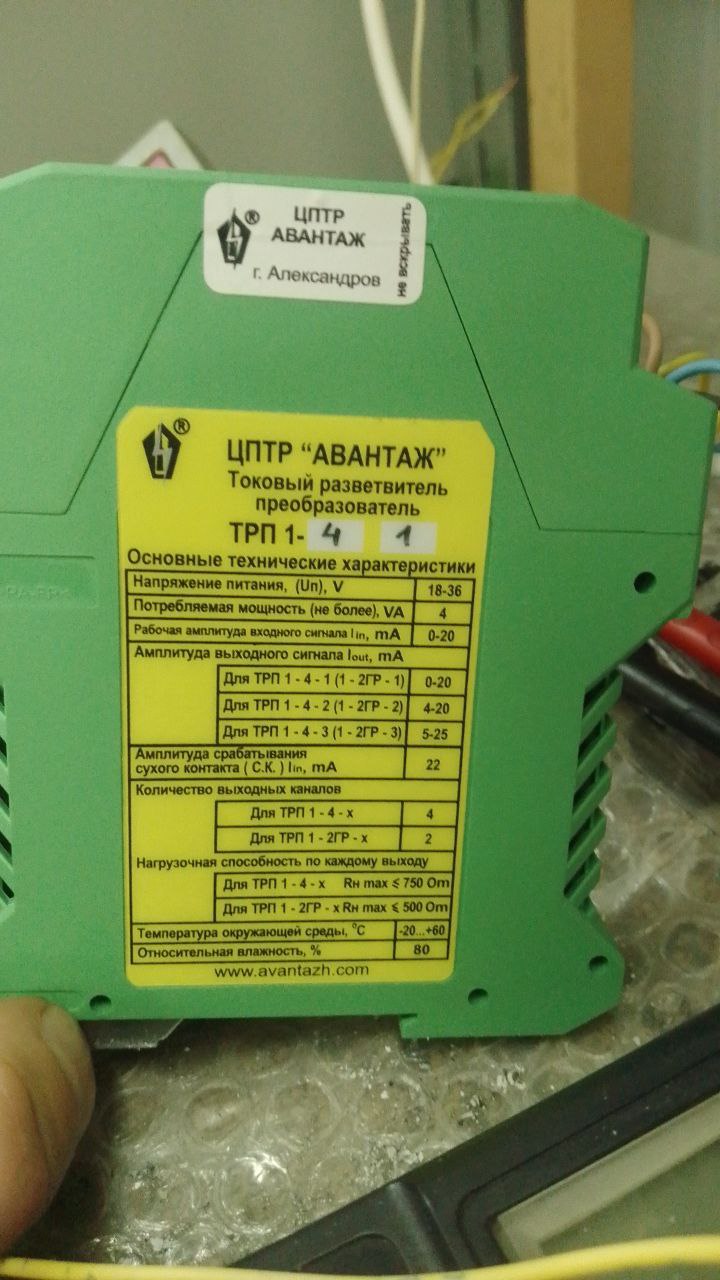 ЦПТР
АВАНТАЖ
г. Александров
не вскрывать
®
®
ЦПТР "АВАНТАЖ"
Токовый разветвитель
преобразователь
ТРП 1- 4 1
Основные технические характеристики
Напряжение питания, (Uп), V 18-36
Потребляемая мощность (не более), VA 4
Рабочая амплитуда входного сигнала Iin, mA 0-20
Амплитуда выходного сигнала Iout, mA
Для ТРП 1 - 4 - 1 (1 - 2ГР - 1) 0-20
Для ТРП 1 - 4 - 2 (1 - 2ГР - 2) 4-20
Для ТРП 1 - 4 - 3 (1 - 2ГР - 3) 5-25
Амплитуда срабатывания
сухого контакта ( С.К. ) Iin, mA 22
Количество выходных каналов
Для ТРП 1 - 4 - х 4
Для ТРП 1 - 2ГР - х 2
Нагрузочная способность по каждому выходу
Для ТРП 1 - 4 - х Rн max ≤ 750 Om
Для ТРП 1 - 2ГР - х Rн max ≤ 500 Om
Температура окружающей среды, °C -20...+60
Относительная влажность, % 80
www.avantazh.com